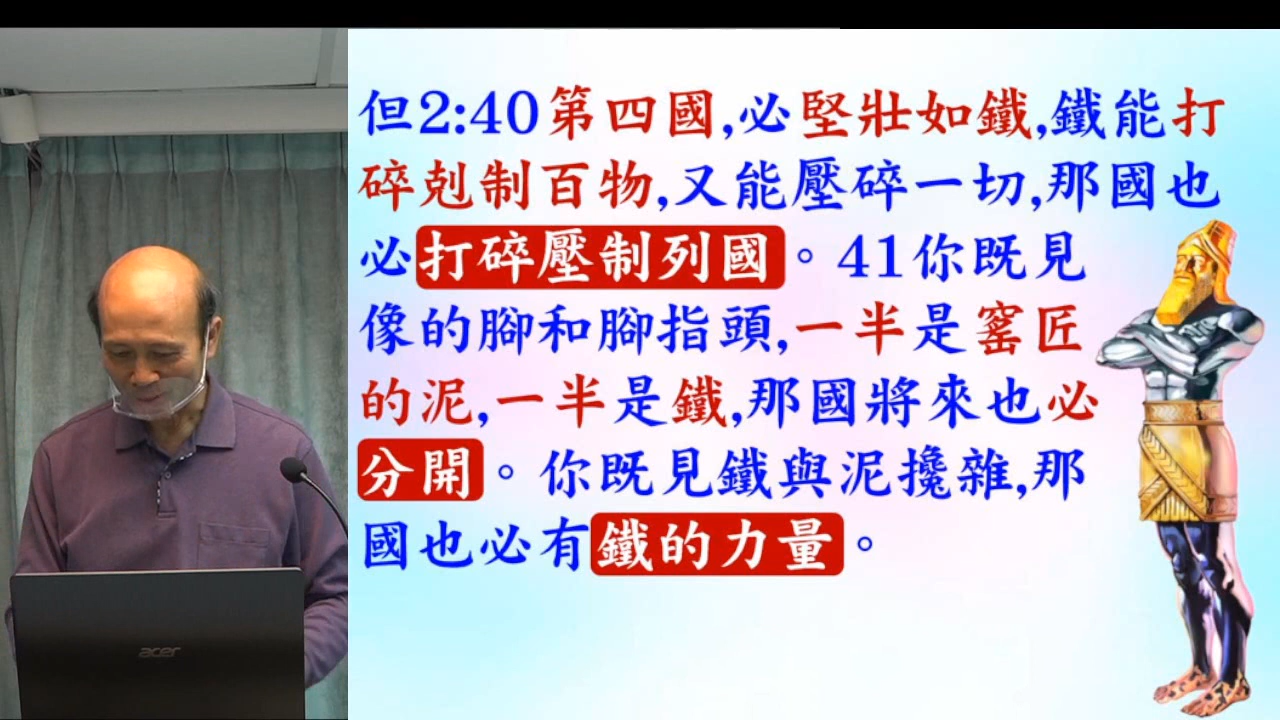 但2:40第四國,必堅壯如鐵,鐵能打
碎剋制百物,又能壓碎一切,那國也
必打碎壓制列國。41你既見
像的腳和腳指頭,一半是窰匠
的泥,一半是鐵,那國將來也必
分開。你既見鐵與泥攙雜,那
國也必有鐵的力量。
acer